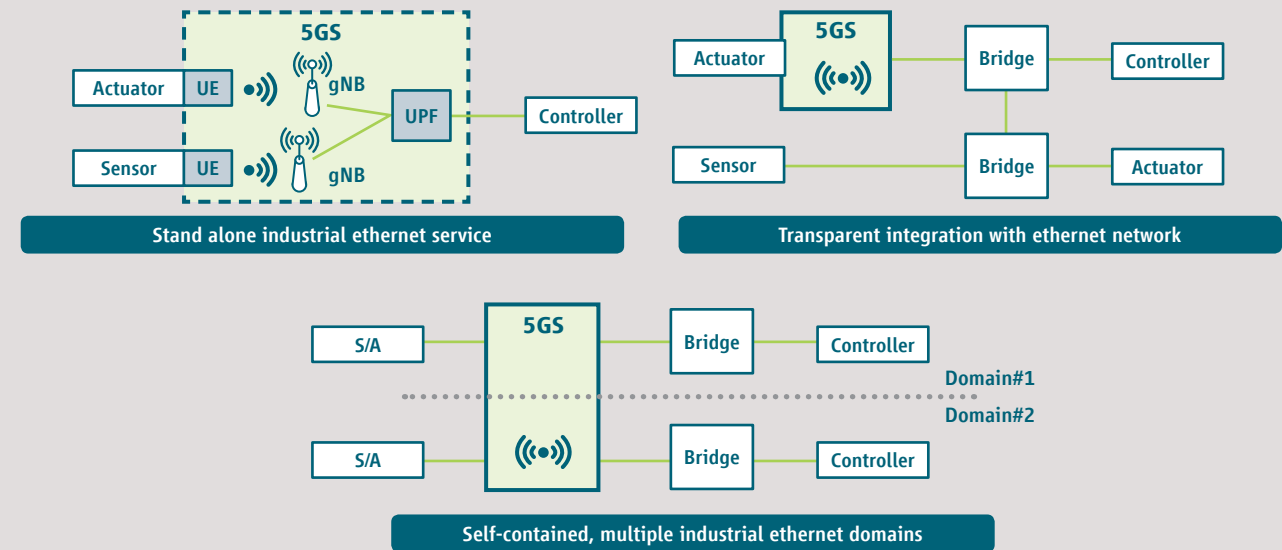 5GS
Actuator UE
gNB
UPF
Controller
Sensor UE
gNB
Stand alone industrial ethernet service
5GS
Actuator
Bridge
Controller
Sensor
Bridge
Actuator
Transparent integration with ethernet network
5GS
S/A
Bridge
Controller
Domain#1
Domain#2
S/A
Bridge
Controller
Self-contained, multiple industrial ethernet domains